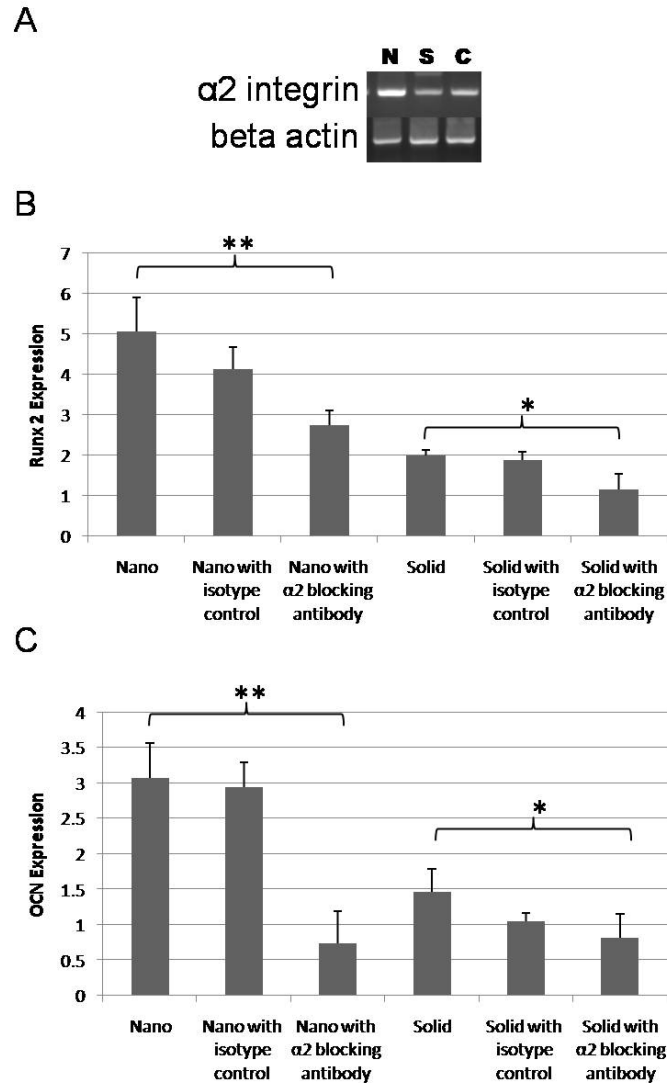 A
N S C
α2 integrin
beta actin
B
**
*
Runx 2 Expression
7
6
5
4
3
2
1
0
Nano
Nano with isotype control
Nano with α2 blocking antibody
Solid
Solid with isotype control
Solid with α2 blocking antibody
C
**
*
OCN Expression
4
3.5
3
2.5
2
1.5
1
0.5
0
Nano
Nano with isotype control
Nano with α2 blocking antibody
Solid
Solid with isotype control
Solid with α2 blocking antibody